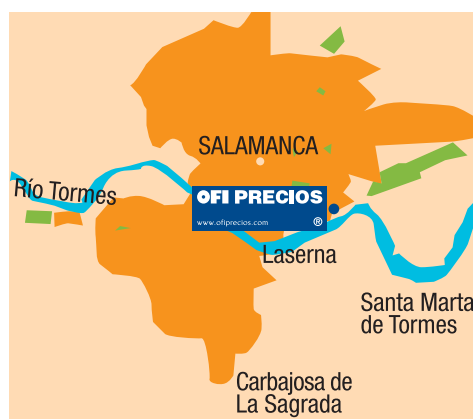 SALAMANCA
Río Tormes
OFI PRECIOS
www.ofiprecios.com ®
Laserna
Santa Marta
de Tormes
Carbajosa de
La Sagrada